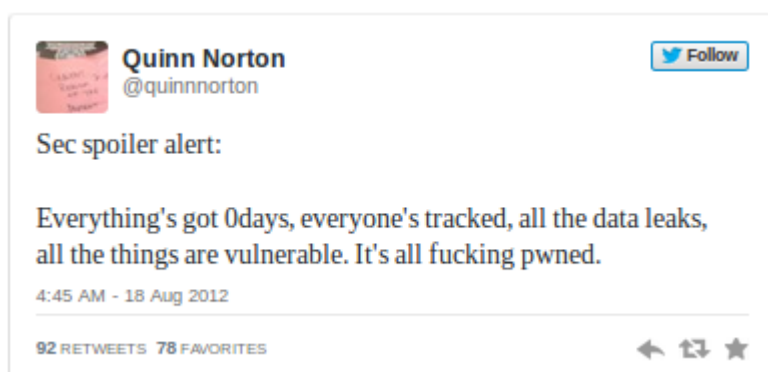 Quinn Norton
Follow
@quinnnorton
Sec spoiler alert:
Everything's got 0days, everyone's tracked, all the data leaks,
all the things are vulnerable. It's all fucking pwned.
4:45 AM - 18 Aug 2012
92 RETWEETS 78 FAVORITES